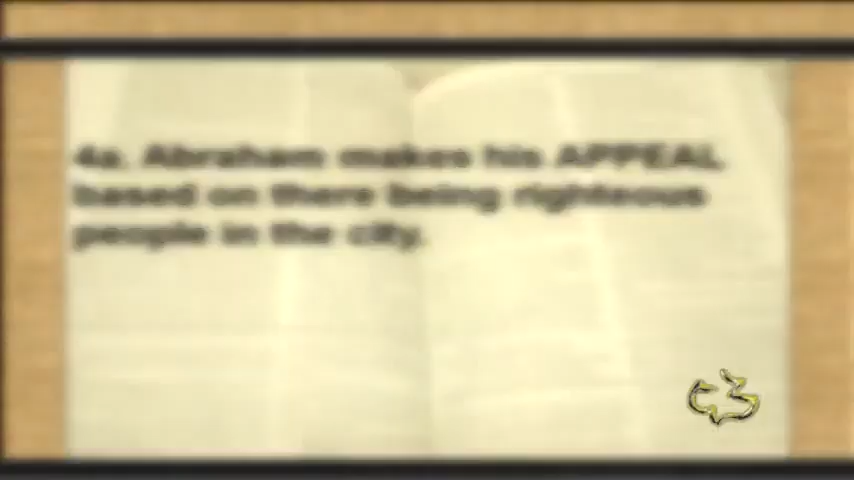 4a. Abraham makes his APPEAL
based on there being righteous
people in the city.